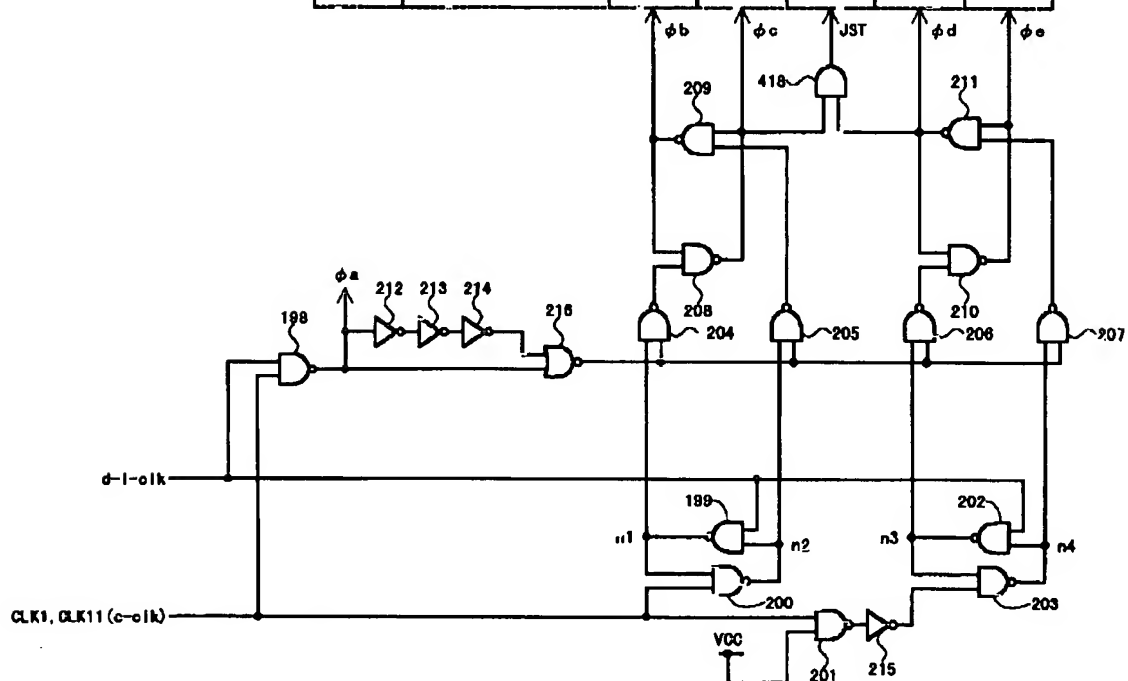 φb
φc
JST
φd
φe
418
209
211
φa
212
213
214
198
216
208
204
205
210
206
207
d-i-clk
199
202
n1
n2
n3
n4
200
203
CLK1, CLK11 (c-clk)
VCC
201
215